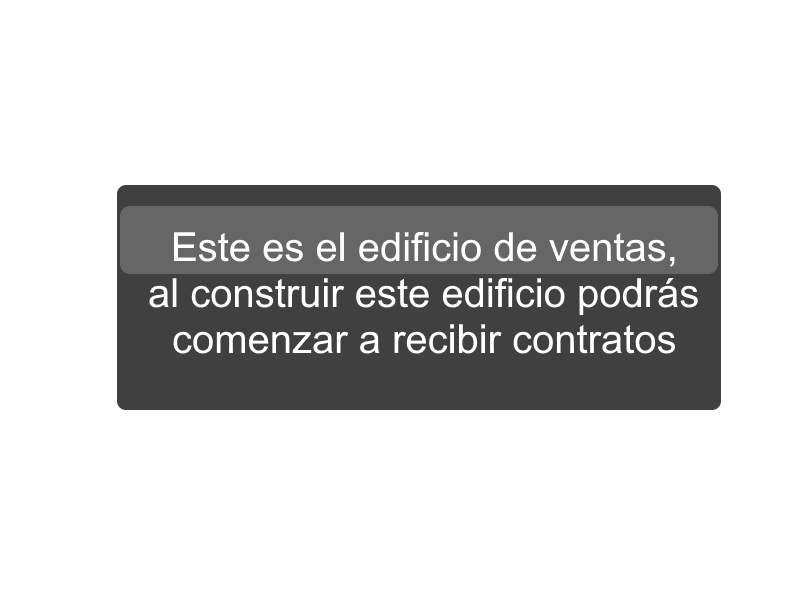 Este es el edificio de ventas,
al construir este edificio podrás
comenzar a recibir contratos